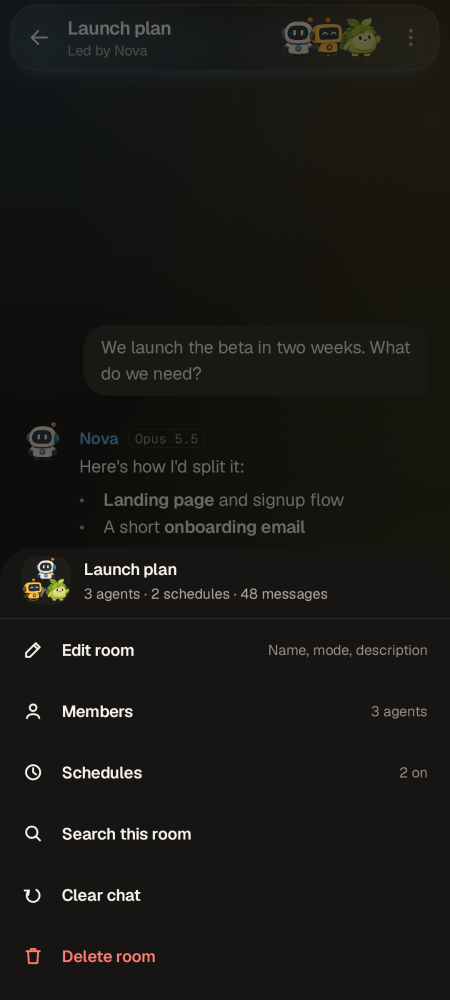 Launch plan
Led by Nova
We launch the beta in two weeks. What
do we need?
Nova Opus 5.5
Here's how I'd split it:
• Landing page and signup flow
• A short onboarding email
Launch plan
3 agents · 2 schedules · 48 messages
Edit room Name, mode, description
Members 3 agents
Schedules 2 on
Search this room
Clear chat
Delete room